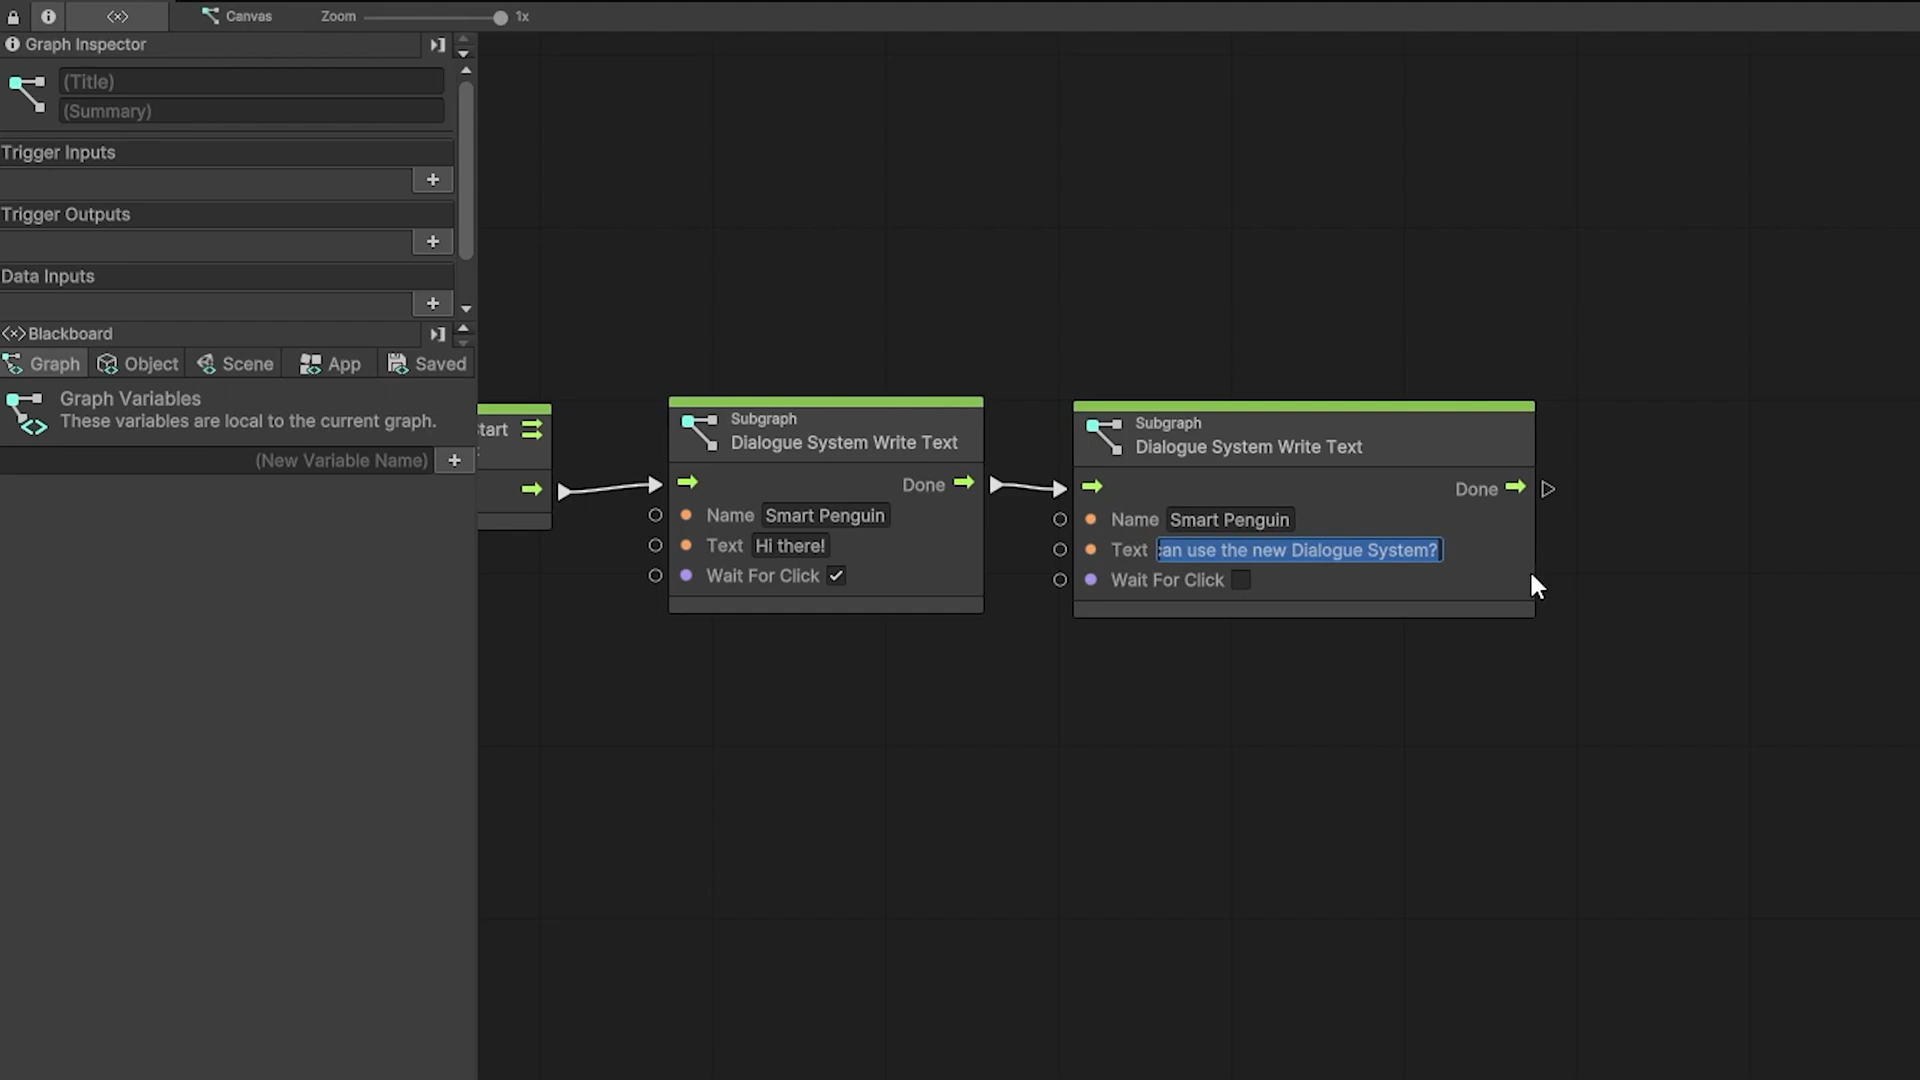 Canvas
Zoom
1x
Graph Inspector
(Title)
(Summary)
Trigger Inputs
Trigger Outputs
Data Inputs
Blackboard
Graph
Object
Scene
App
Saved
Graph Variables
These variables are local to the current graph.
(New Variable Name)
tart
Subgraph
Dialogue System Write Text
Done
Name Smart Penguin
Text Hi there!
Wait For Click
Subgraph
Dialogue System Write Text
Done
Name Smart Penguin
Text can use the new Dialogue System?
Wait For Click